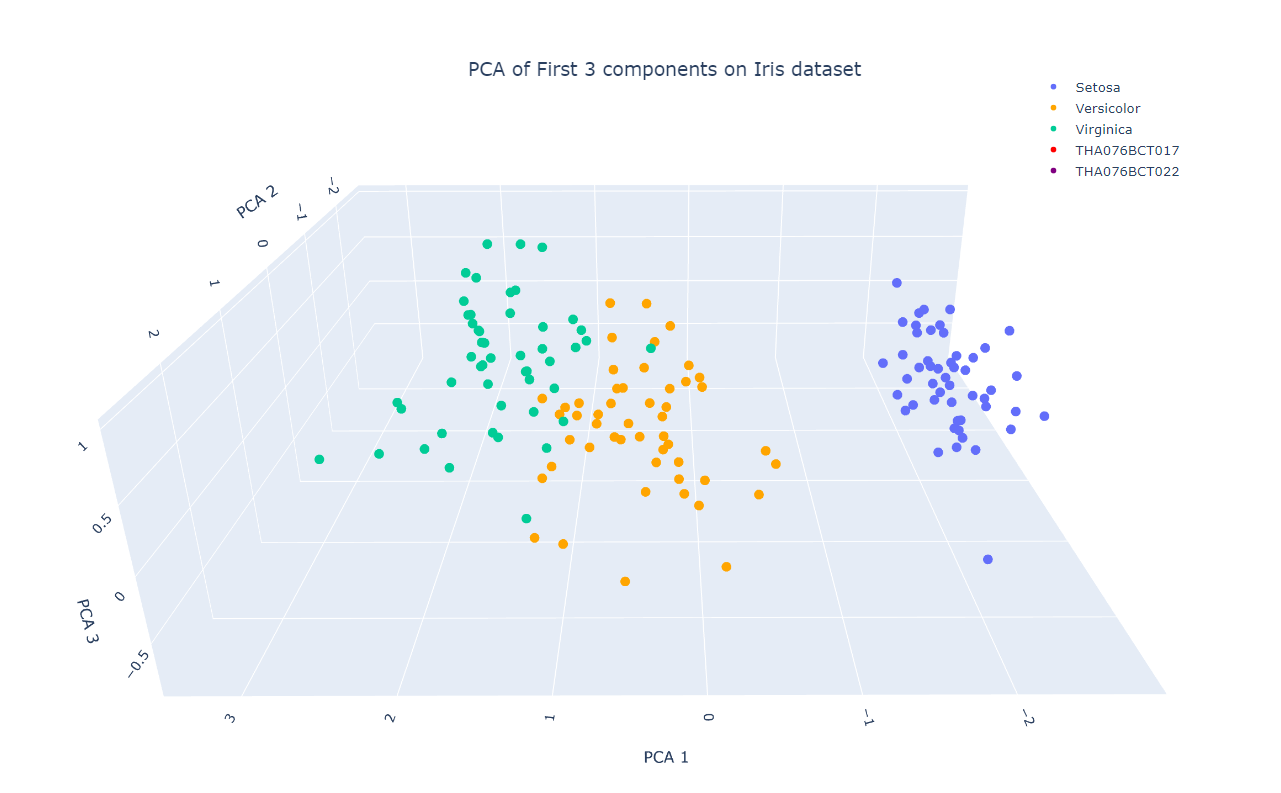 PCA of First 3 components on Iris dataset
Setosa
Versicolor
Virginica
THA076BCT017
THA076BCT022
PCA 2
−2
−1
0
1
2
1
0.5
0
−0.5
PCA 3
3
2
1
0
−1
−2
PCA 1